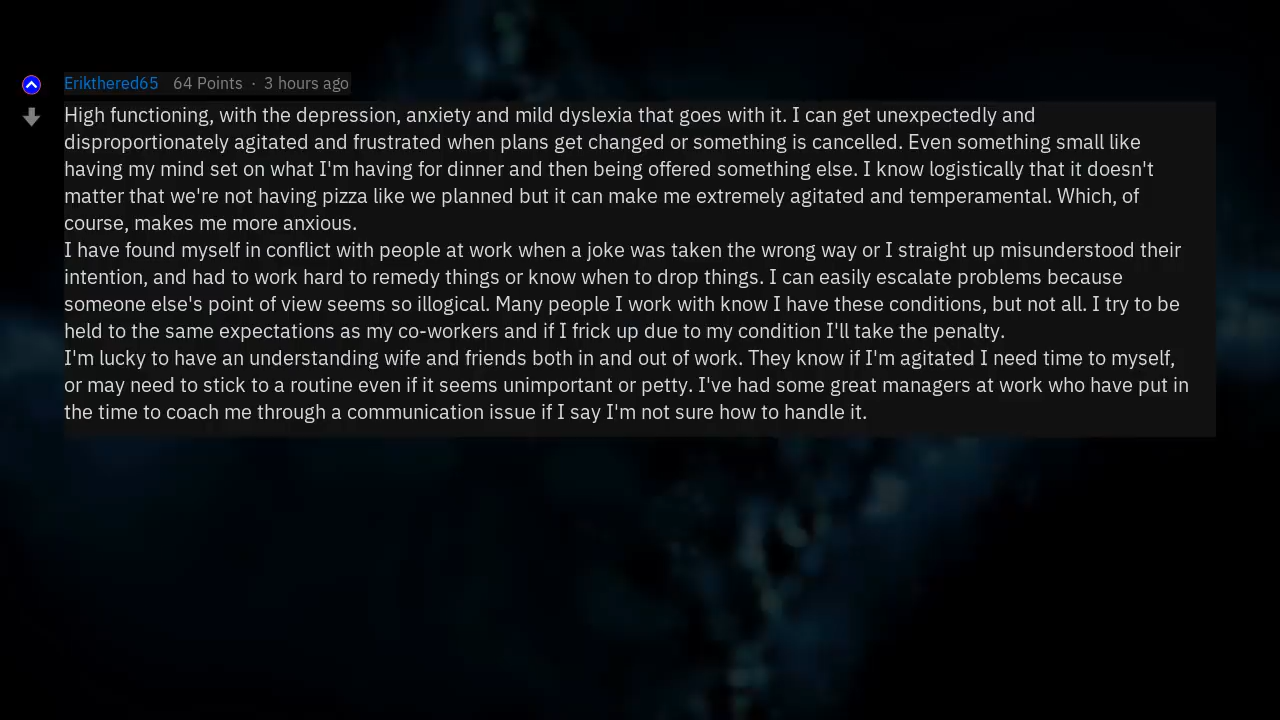 Erikthered65 64 Points · 3 hours ago
High functioning, with the depression, anxiety and mild dyslexia that goes with it. I can get unexpectedly and
disproportionately agitated and frustrated when plans get changed or something is cancelled. Even something small like
having my mind set on what I'm having for dinner and then being offered something else. I know logistically that it doesn't
matter that we're not having pizza like we planned but it can make me extremely agitated and temperamental. Which, of
course, makes me more anxious.
I have found myself in conflict with people at work when a joke was taken the wrong way or I straight up misunderstood their
intention, and had to work hard to remedy things or know when to drop things. I can easily escalate problems because
someone else's point of view seems so illogical. Many people I work with know I have these conditions, but not all. I try to be
held to the same expectations as my co-workers and if I frick up due to my condition I'll take the penalty.
I'm lucky to have an understanding wife and friends both in and out of work. They know if I'm agitated I need time to myself,
or may need to stick to a routine even if it seems unimportant or petty. I've had some great managers at work who have put in
the time to coach me through a communication issue if I say I'm not sure how to handle it.